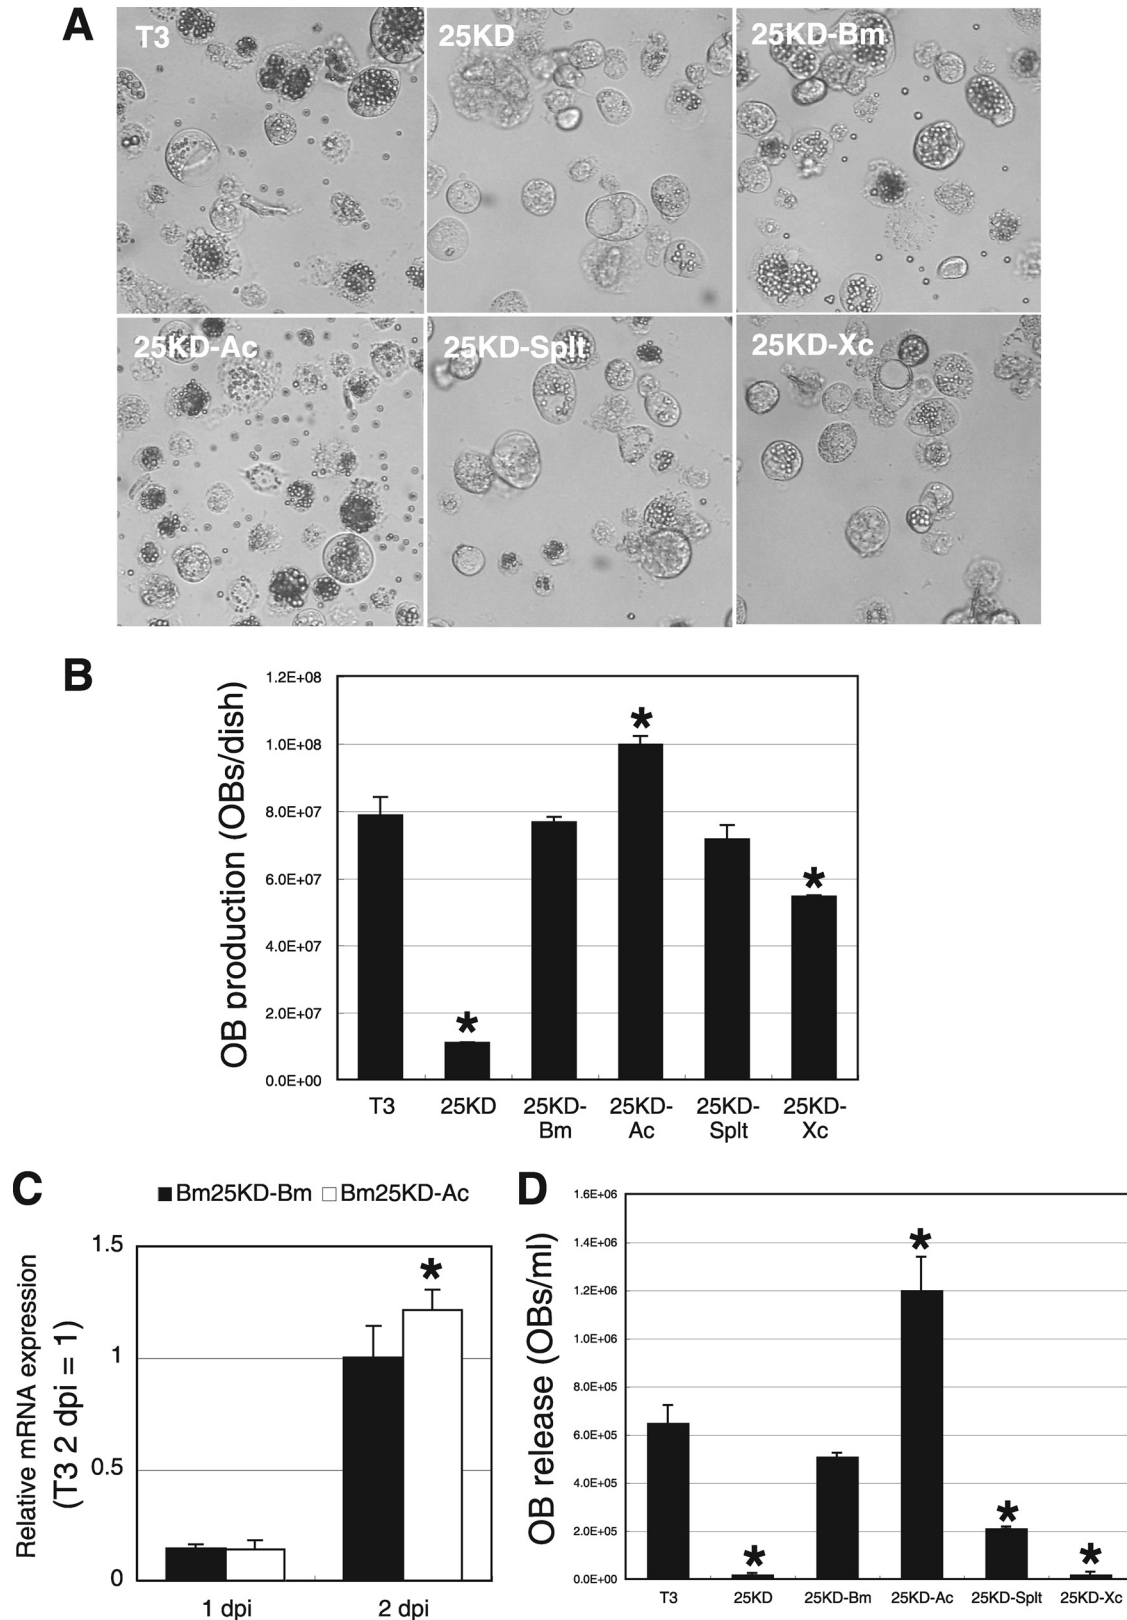 A
T3
25KD
25KD-Bm
25KD-Ac
25KD-Splt
25KD-Xc
B
OB production (OBs/dish)
1.2E+08
1.0E+08
8.0E+07
6.0E+07
4.0E+07
2.0E+07
0.0E+00
*
*
*
T3
25KD
25KD-
Bm
25KD-
Ac
25KD-
Splt
25KD-
Xc
C
Bm25KD-Bm
Bm25KD-Ac
Relative mRNA expression
(T3 2 dpi = 1)
1.5
1
0.5
0
*
1 dpi
2 dpi
D
OB release (OBs/ml)
1.6E+06
1.4E+06
1.2E+06
1.0E+06
8.0E+05
6.0E+05
4.0E+05
2.0E+05
0.0E+00
*
*
*
*
T3
25KD
25KD-Bm
25KD-Ac
25KD-Splt
25KD-Xc